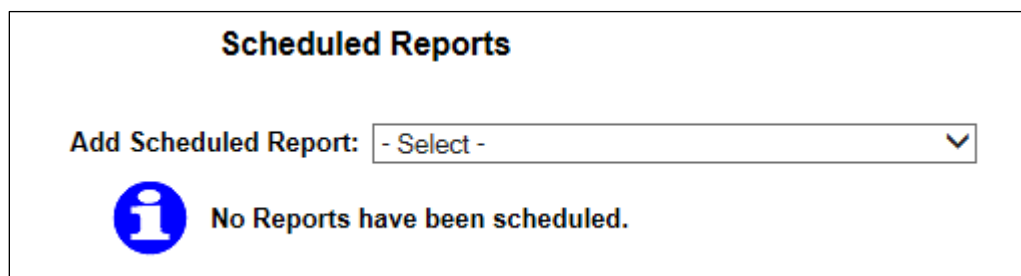 Scheduled Reports
Add Scheduled Report: - Select -
No Reports have been scheduled.